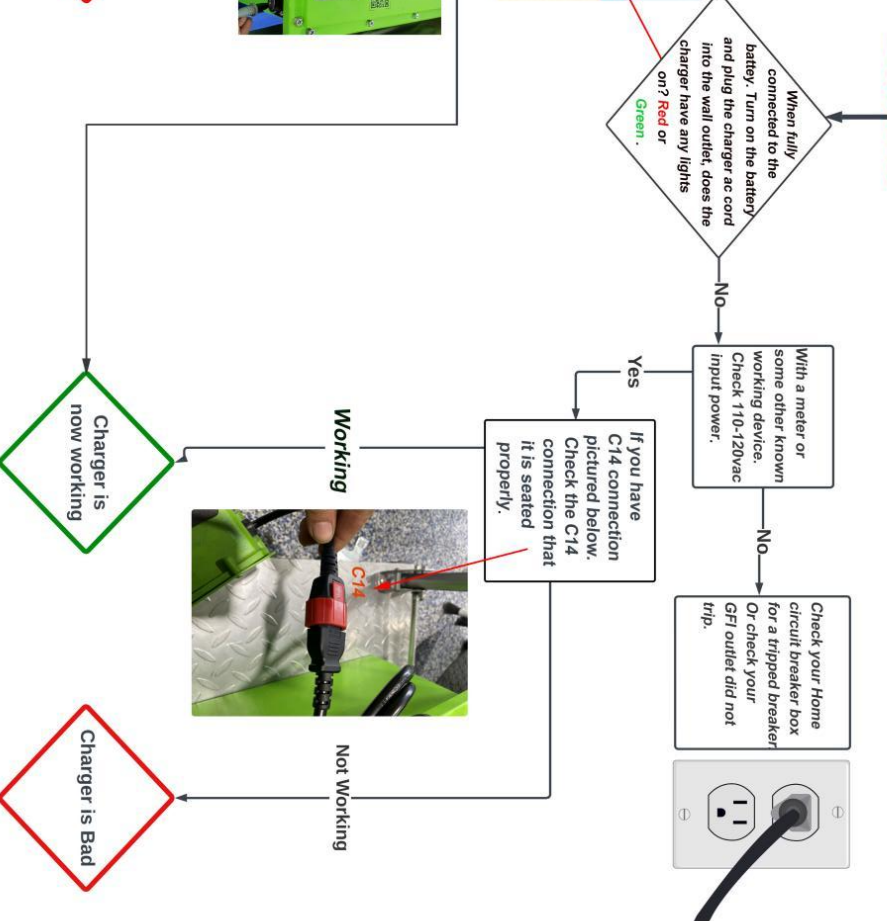 When fully
connected to the
battey. Turn on the battery
and plug the charger ac cord
into the wall outlet, does the
charger have any lights
on? Red or
Green .
No
With a meter or
some other known
working device.
Check 110-120vac
input power.
No
Check your Home
circuit breaker box
for a tripped breaker
Or check your
GFI outlet did not
trip.
Yes
If you have
C14 connection
pictured below.
Check the C14
connection that
it is seated
properly.
C14
Working
Not Working
Charger is
now working
Charger is Bad